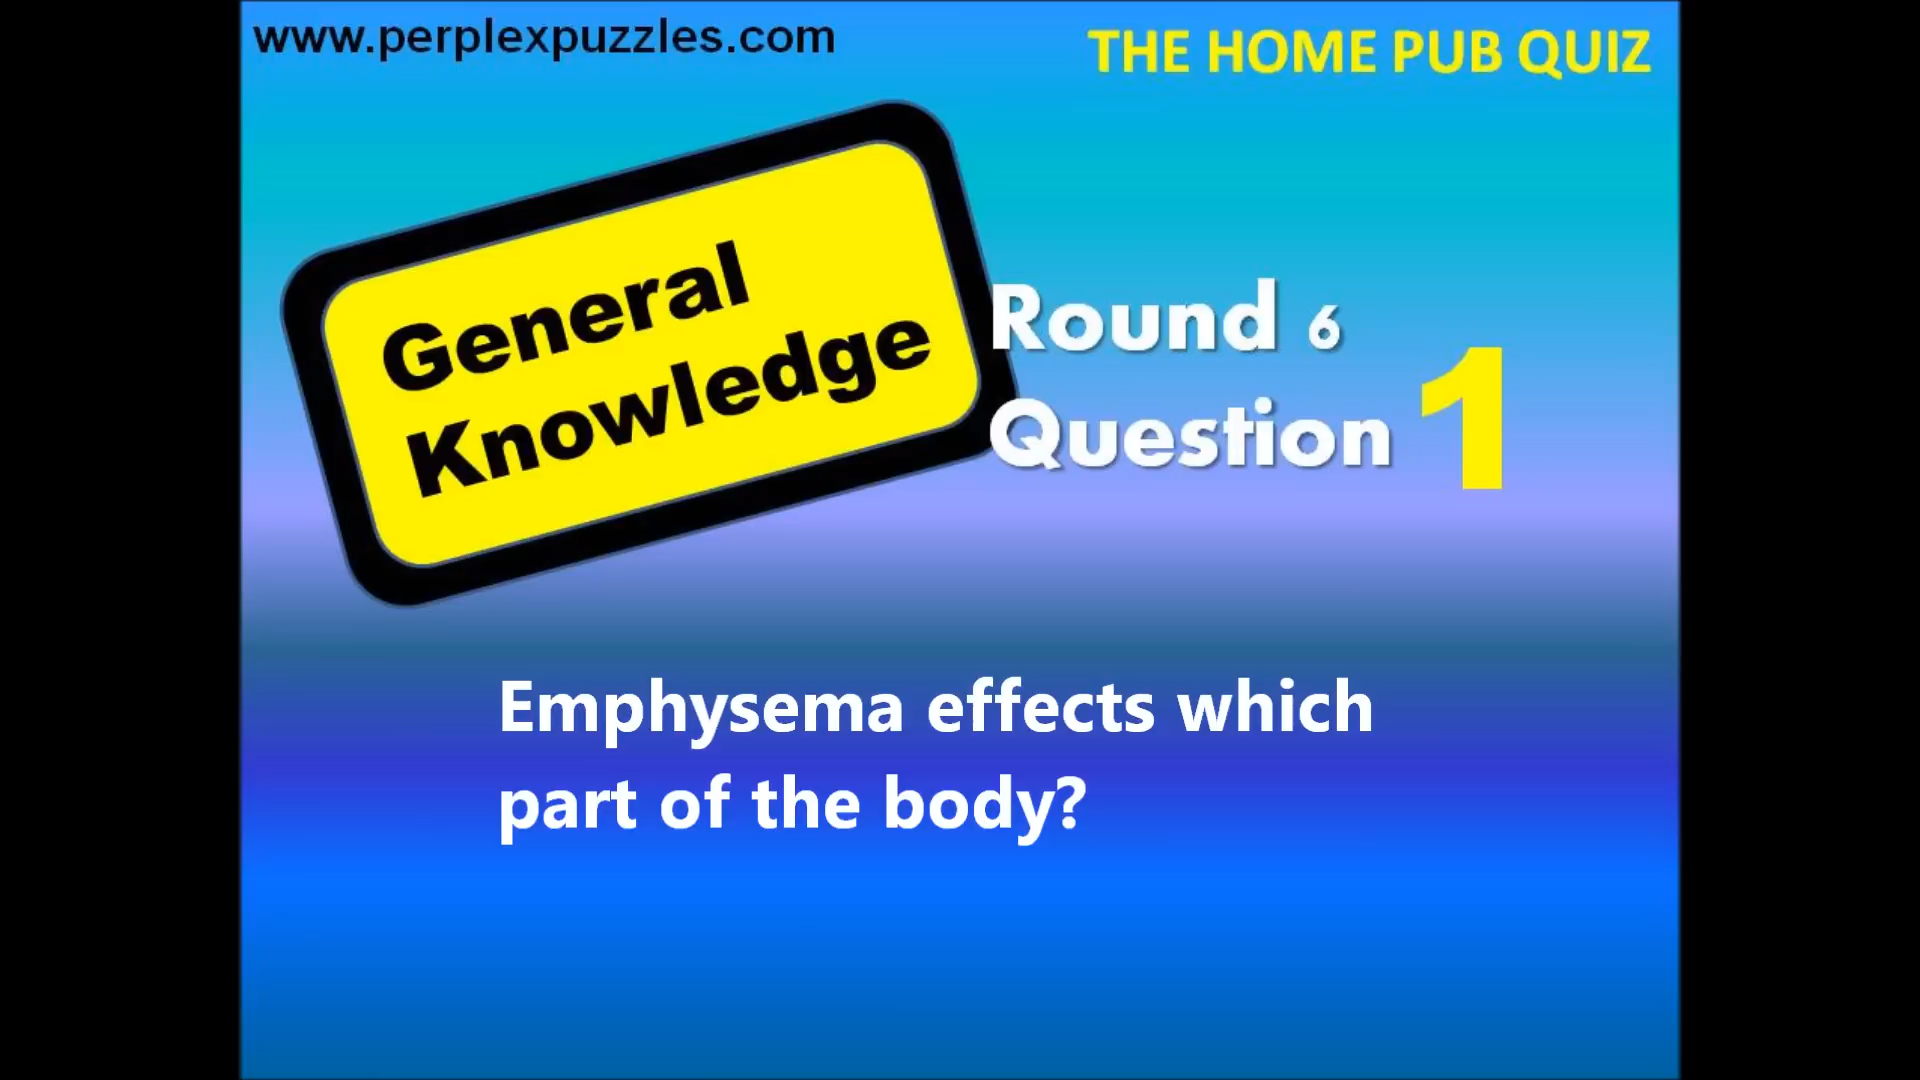 www.perplexpuzzles.com
THE HOME PUB QUIZ
General
Knowledge
Round 6
Question 1
Emphysema effects which
part of the body?